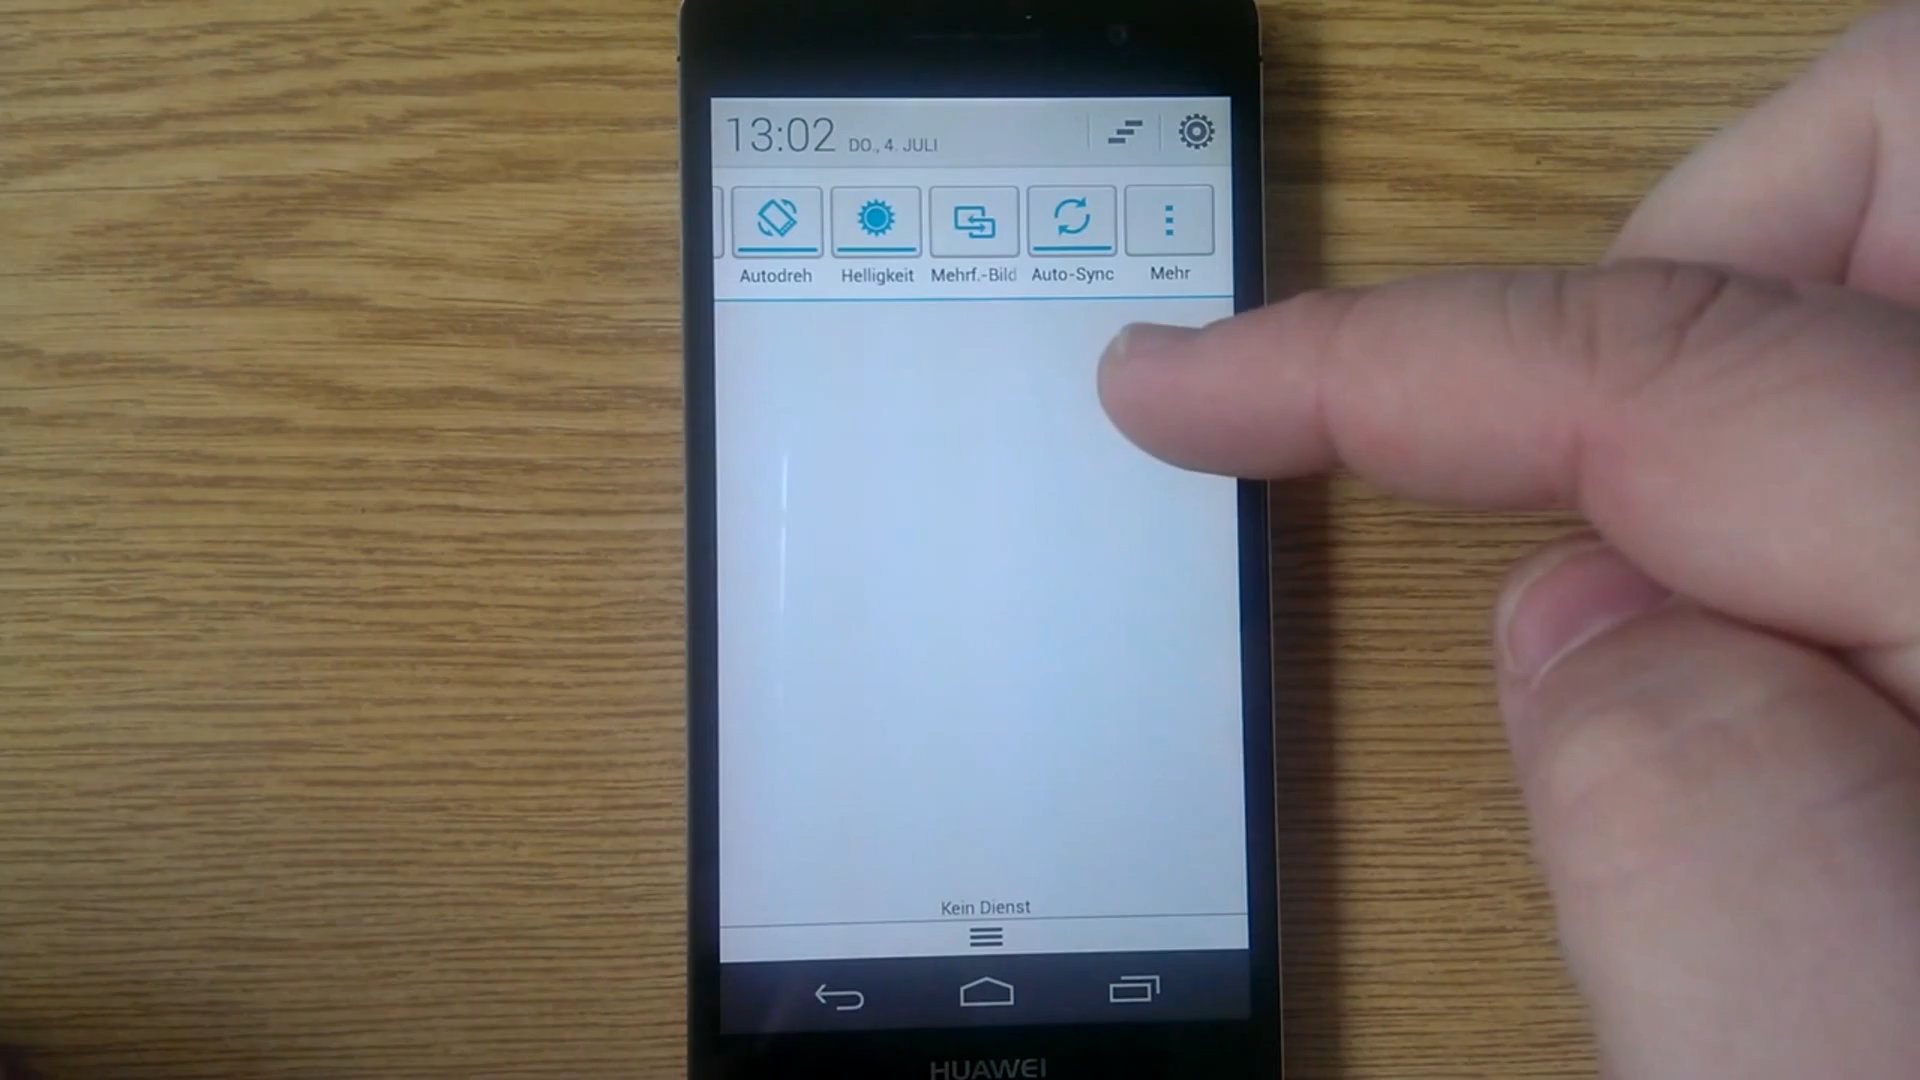 13:02 DO., 4. JULI
Autodreh Helligkeit Mehrf.-Bild Auto-Sync Mehr
Kein Dienst
HUAWEI